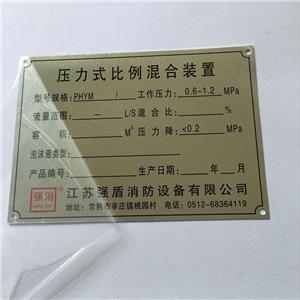 压力式比例混合装置
型号规格: PHYM / 工作压力: 0.6-1.2 MPa
流量范围: — L/S 混合比: %
容 积: M³ 压力降: <0.2 MPa
泡沫液类型:
产品编号: 生产日期: 年 月
强消 江苏强盾消防设备有限公司
地址: 常熟市辛庄镇桃园村 电话: 0512-68364119